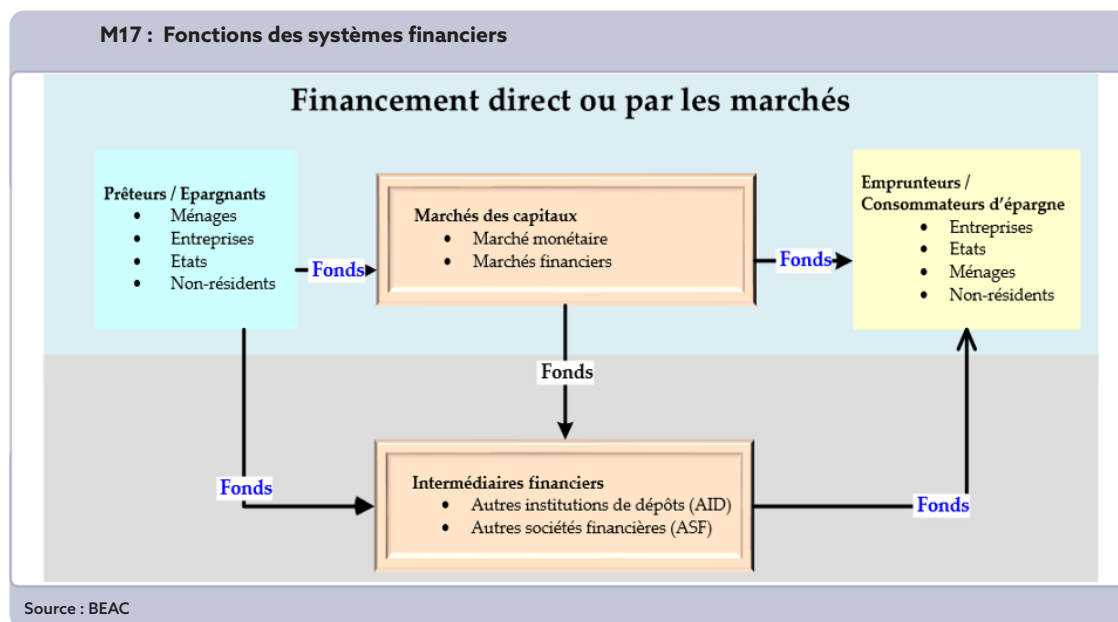 M17 : Fonctions des systèmes financiers
Financement direct ou par les marchés
Prêteurs / Epargnants
• Ménages
• Entreprises
• Etats
• Non-résidents
Fonds
Marchés des capitaux
• Marché monétaire
• Marchés financiers
Fonds
Emprunteurs /
Consommateurs d'épargne
• Entreprises
• Etats
• Ménages
• Non-résidents
Fonds
Fonds
Intermédiaires financiers
• Autres institutions de dépôts (AID)
• Autres sociétés financières (ASF)
Fonds
Source : BEAC